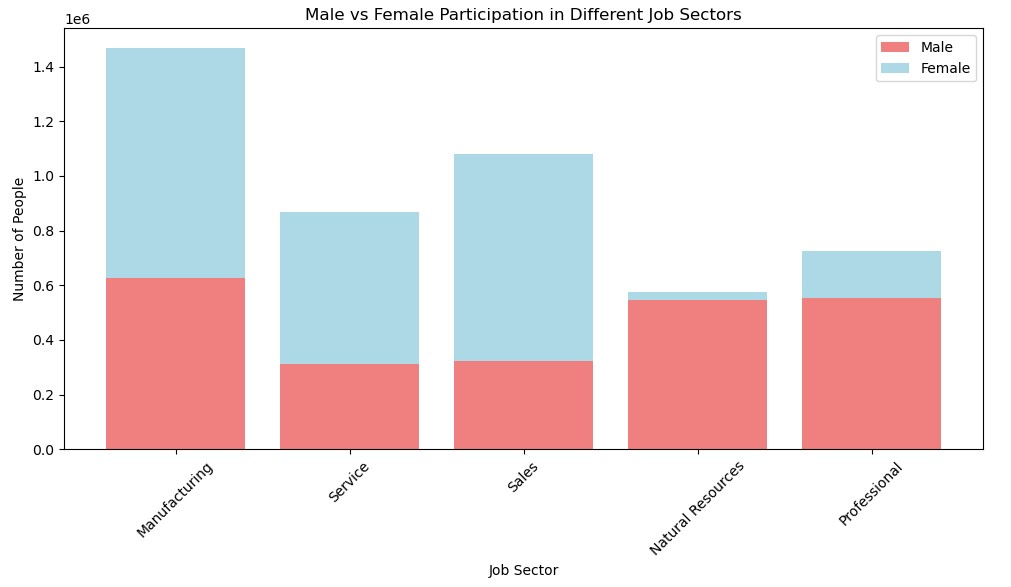 Male vs Female Participation in Different Job Sectors
1e6
Male
Female
1.4
1.2
1.0
0.8
0.6
0.4
0.2
0.0
Number of People
Manufacturing
Service
Sales
Natural Resources
Professional
Job Sector